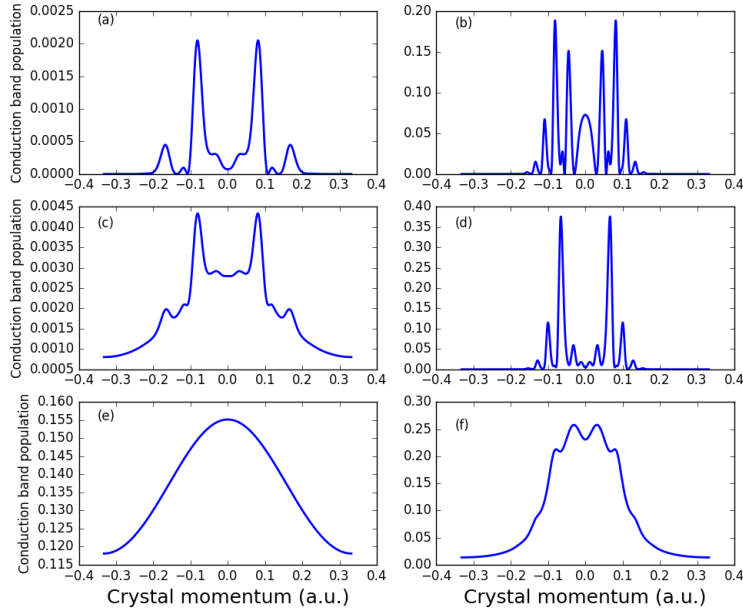 (a)
Conduction band population
0.0025
0.0020
0.0015
0.0010
0.0005
0.0000
−0.4 −0.3 −0.2 −0.1 0.0 0.1 0.2 0.3 0.4
(b)
0.20
0.15
0.10
0.05
0.00
−0.4 −0.3 −0.2 −0.1 0.0 0.1 0.2 0.3 0.4
(c)
Conduction band population
0.0045
0.0040
0.0035
0.0030
0.0025
0.0020
0.0015
0.0010
0.0005
−0.4 −0.3 −0.2 −0.1 0.0 0.1 0.2 0.3 0.4
(d)
0.40
0.35
0.30
0.25
0.20
0.15
0.10
0.05
0.00
−0.4 −0.3 −0.2 −0.1 0.0 0.1 0.2 0.3 0.4
(e)
Conduction band population
0.160
0.155
0.150
0.145
0.140
0.135
0.130
0.125
0.120
0.115
−0.4 −0.3 −0.2 −0.1 0.0 0.1 0.2 0.3 0.4
Crystal momentum (a.u.)
(f)
0.30
0.25
0.20
0.15
0.10
0.05
0.00
−0.4 −0.3 −0.2 −0.1 0.0 0.1 0.2 0.3 0.4
Crystal momentum (a.u.)